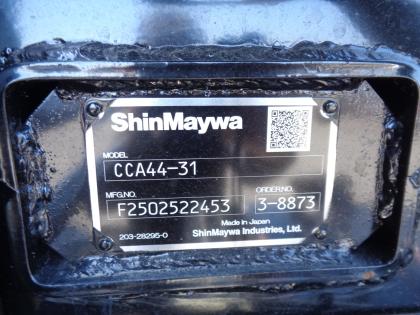 ShinMaywa
MODEL
CCA44-31
MFG.NO. ORDER.NO.
F2502522453 3-8873
Made in Japan
203-28295-0 ShinMaywa Industries, Ltd.